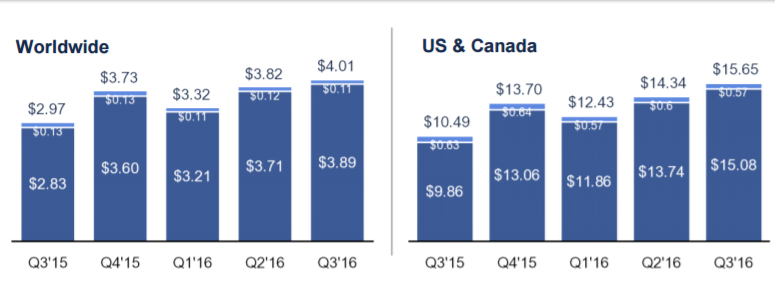 Worldwide
$2.97 $3.73 $3.32 $3.82 $4.01
$0.13 $0.13 $0.11 $0.12 $0.11
$2.83 $3.60 $3.21 $3.71 $3.89
Q3'15 Q4'15 Q1'16 Q2'16 Q3'16
US & Canada
$10.49 $13.70 $12.43 $14.34 $15.65
$0.63 $0.64 $0.57 $0.6 $0.57
$9.86 $13.06 $11.86 $13.74 $15.08
Q3'15 Q4'15 Q1'16 Q2'16 Q3'16